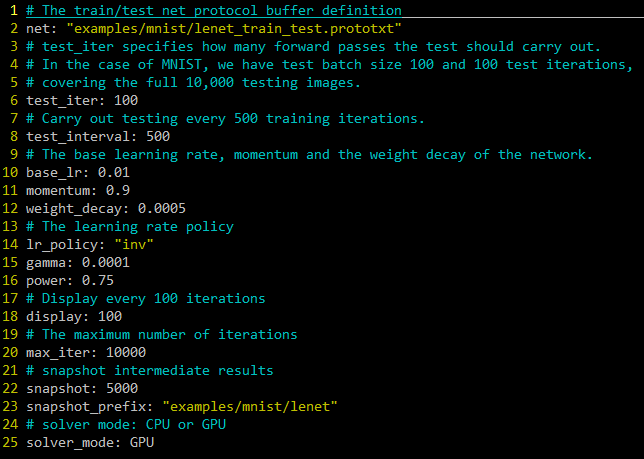 1 # The train/test net protocol buffer definition
2 net: "examples/mnist/lenet_train_test.prototxt"
3 # test_iter specifies how many forward passes the test should carry out.
4 # In the case of MNIST, we have test batch size 100 and 100 test iterations,
5 # covering the full 10,000 testing images.
6 test_iter: 100
7 # Carry out testing every 500 training iterations.
8 test_interval: 500
9 # The base learning rate, momentum and the weight decay of the network.
10 base_lr: 0.01
11 momentum: 0.9
12 weight_decay: 0.0005
13 # The learning rate policy
14 lr_policy: "inv"
15 gamma: 0.0001
16 power: 0.75
17 # Display every 100 iterations
18 display: 100
19 # The maximum number of iterations
20 max_iter: 10000
21 # snapshot intermediate results
22 snapshot: 5000
23 snapshot_prefix: "examples/mnist/lenet"
24 # solver mode: CPU or GPU
25 solver_mode: GPU